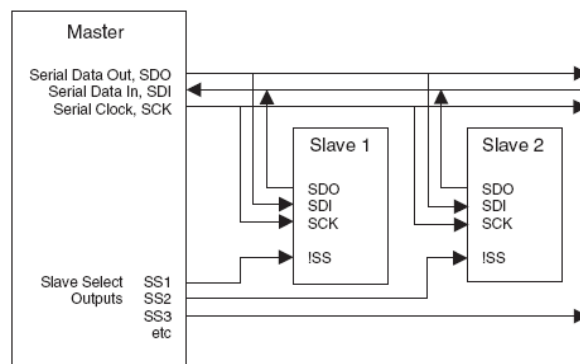 Master
Serial Data Out, SDO
Serial Data In, SDI
Serial Clock, SCK
Slave 1
SDO
SDI
SCK
!SS
Slave 2
SDO
SDI
SCK
!SS
Slave Select SS1
Outputs SS2
SS3
etc